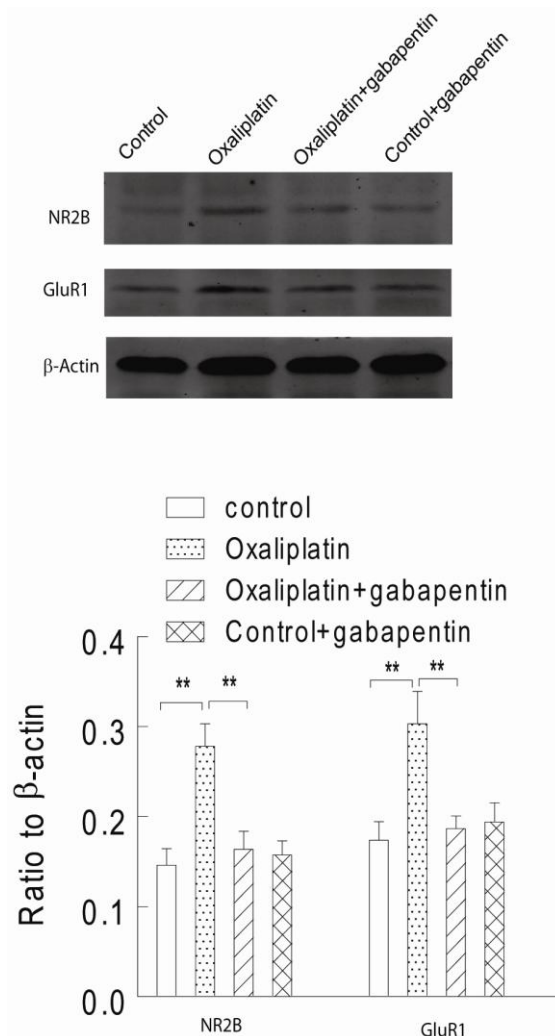 Control
Oxaliplatin
Oxaliplatin+gabapentin
Control+gabapentin
NR2B
GluR1
β-Actin
control
Oxaliplatin
Oxaliplatin+gabapentin
Control+gabapentin
0.4
** ** ** **
0.3
0.2
0.1
0.0
Ratio to β-actin
NR2B GluR1